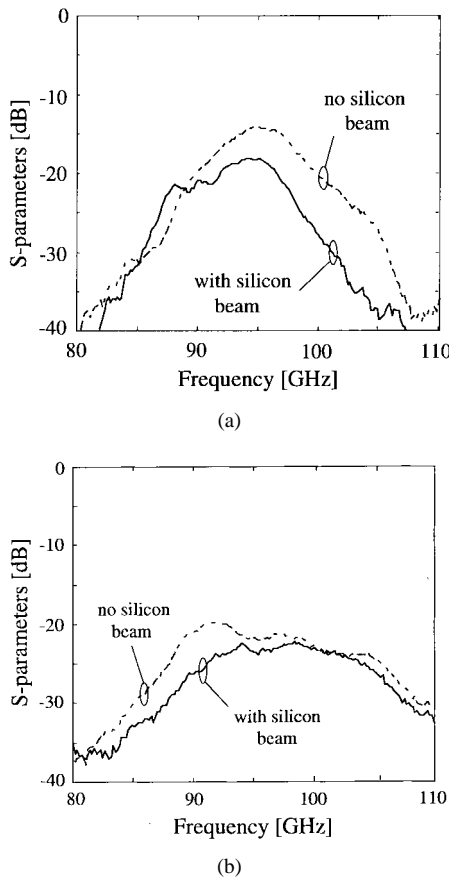 0
-10
-20
-30
-40
S-parameters [dB]
no silicon
beam
with silicon
beam
80
90
100
110
Frequency [GHz]
(a)
0
-10
-20
-30
-40
S-parameters [dB]
no silicon
beam
with silicon
beam
80
90
100
110
Frequency [GHz]
(b)